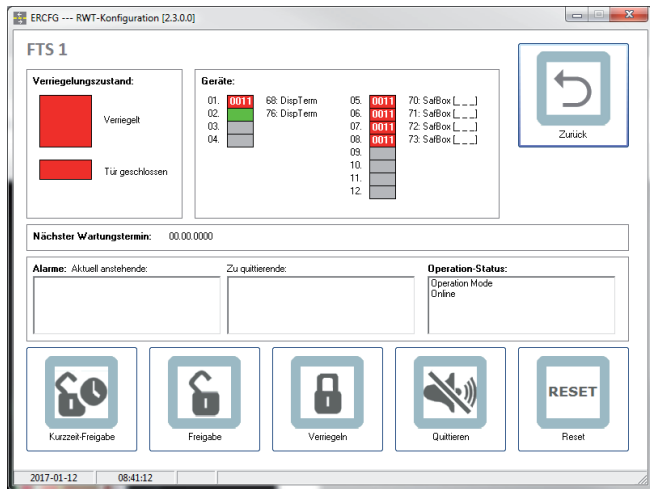 ERCFG --- RWT-Konfiguration [2.3.0.0]
FTS 1
Verriegelungszustand:
Verriegelt
Tür geschlossen
Geräte:
01. 0011 68: DispTerm
02. 76: DispTerm
03.
04.
05. 0011 70: SafBox [_ _ _]
06. 0011 71: SafBox [_ _ _]
07. 0011 72: SafBox [_ _ _]
08. 0011 73: SafBox [_ _ _]
09.
10.
11.
12.
Zurück
Nächster Wartungstermin: 00.00.0000
Alarme: Aktuell anstehende:
Zu quittierende:
Operation-Status:
Operation Mode
Online
Kurzzeit-Freigabe
Freigabe
Verriegeln
Quittieren
RESET
Reset
2017-01-12 08:41:12